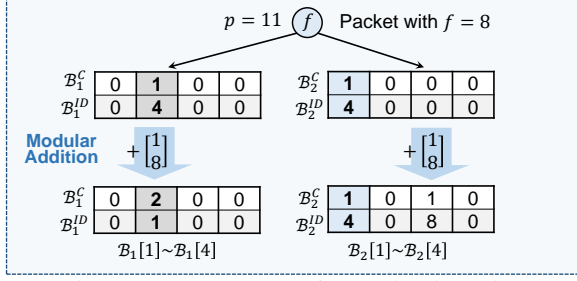 p = 11 f Packet with f = 8
ℬ₁ᶜ 0 1 0 0 ℬ₂ᶜ 1 0 0 0
ℬ₁ᴵᴰ 0 4 0 0 ℬ₂ᴵᴰ 4 0 0 0
Modular Addition + [1 8] + [1 8]
ℬ₁ᶜ 0 2 0 0 ℬ₂ᶜ 1 0 1 0
ℬ₁ᴵᴰ 0 1 0 0 ℬ₂ᴵᴰ 4 0 8 0
ℬ₁[1]~ℬ₁[4] ℬ₂[1]~ℬ₂[4]